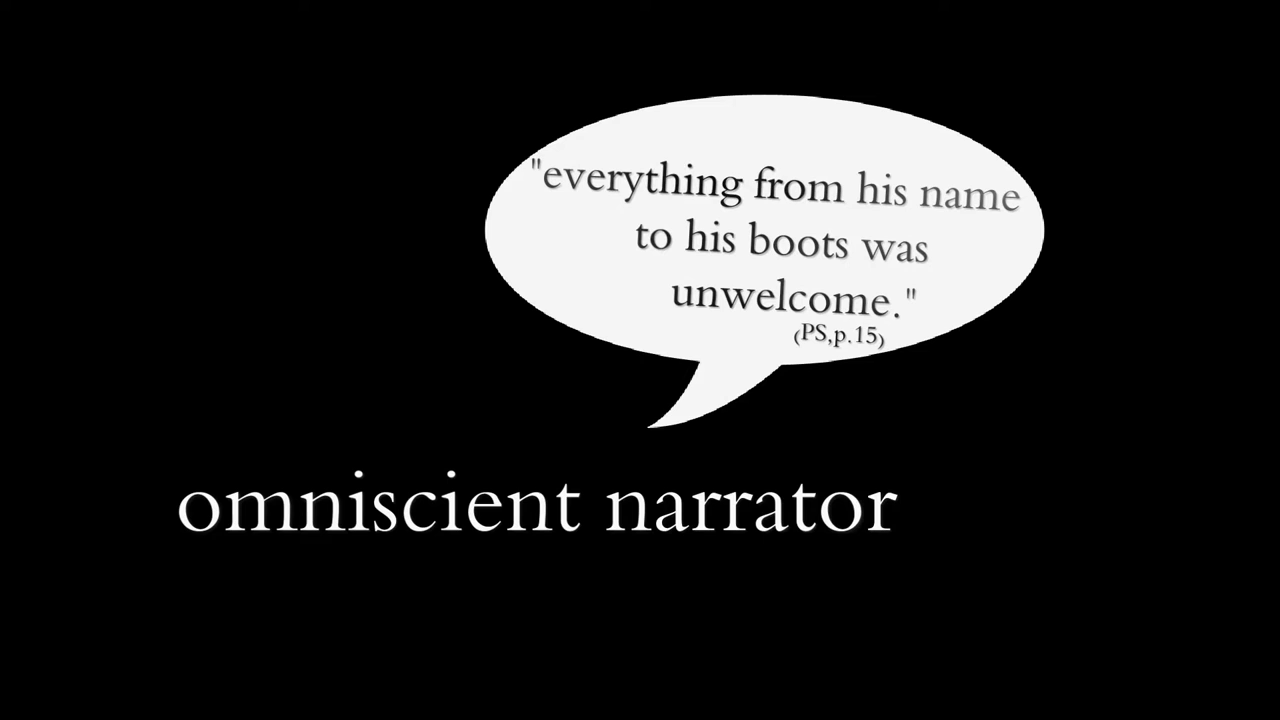 "everything from his name
to his boots was
unwelcome."
(PS,p.15)
omniscient narrator